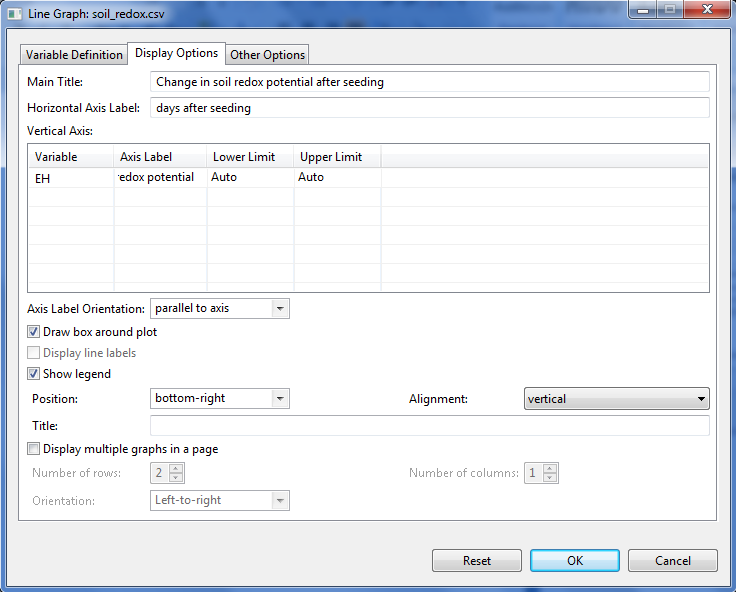 Line Graph: soil_redox.csv
Variable Definition Display Options Other Options
Main Title: Change in soil redox potential after seeding
Horizontal Axis Label: days after seeding
Vertical Axis:
Variable Axis Label Lower Limit Upper Limit
EH redox potential Auto Auto
Axis Label Orientation: parallel to axis
Draw box around plot
Display line labels
Show legend
Position: bottom-right Alignment: vertical
Title:
Display multiple graphs in a page
Number of rows: 2 Number of columns: 1
Orientation: Left-to-right
Reset OK Cancel